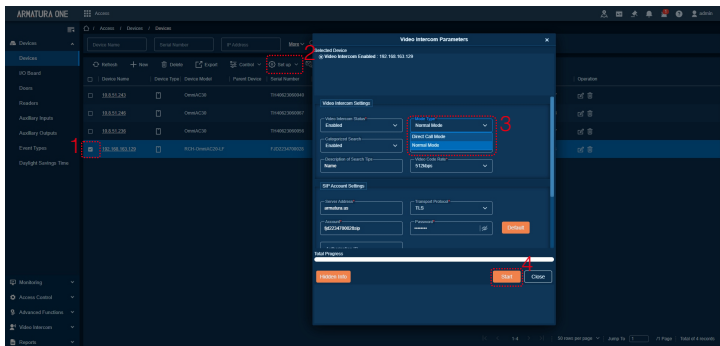 ARMATURA ONE
Access
admin
Access / Devices / Devices
Devices
Devices
I/O Board
Doors
Readers
Auxiliary Inputs
Auxiliary Outputs
Event Types
Daylight Savings Time
Monitoring
Access Control
Advanced Functions
Video Intercom
Reports
Device Name
Serial Number
IP Address
More
2
Refresh
New
Delete
Export
Control
Set up
Device Name
Device Type
Device Model
Parent Device
Serial Number
Operation
10.8.51.243
OmniAC30
10.8.51.246
OmniAC30
10.8.51.238
OmniAC30
1
192.168.163.129
Video Intercom Parameters
×
Selected Device
Video Intercom Enabled : 192.168.163.129
Video Intercom Settings
Video Intercom Status*
Enabled
Normal Mode
3
Direct Call Mode
Normal Mode
Categorized Search
Enabled
Description of Search Tips
Name
Video Code Rate*
512kbps
SIP Account Settings
Server Address*
armatura.us
Transport Protocol*
TLS
Account*
Password*
Default
Total Progress
Hidden Info
4
Start
Close
50 rows per page
Jump To
1
/1 Page
Total of 4 records